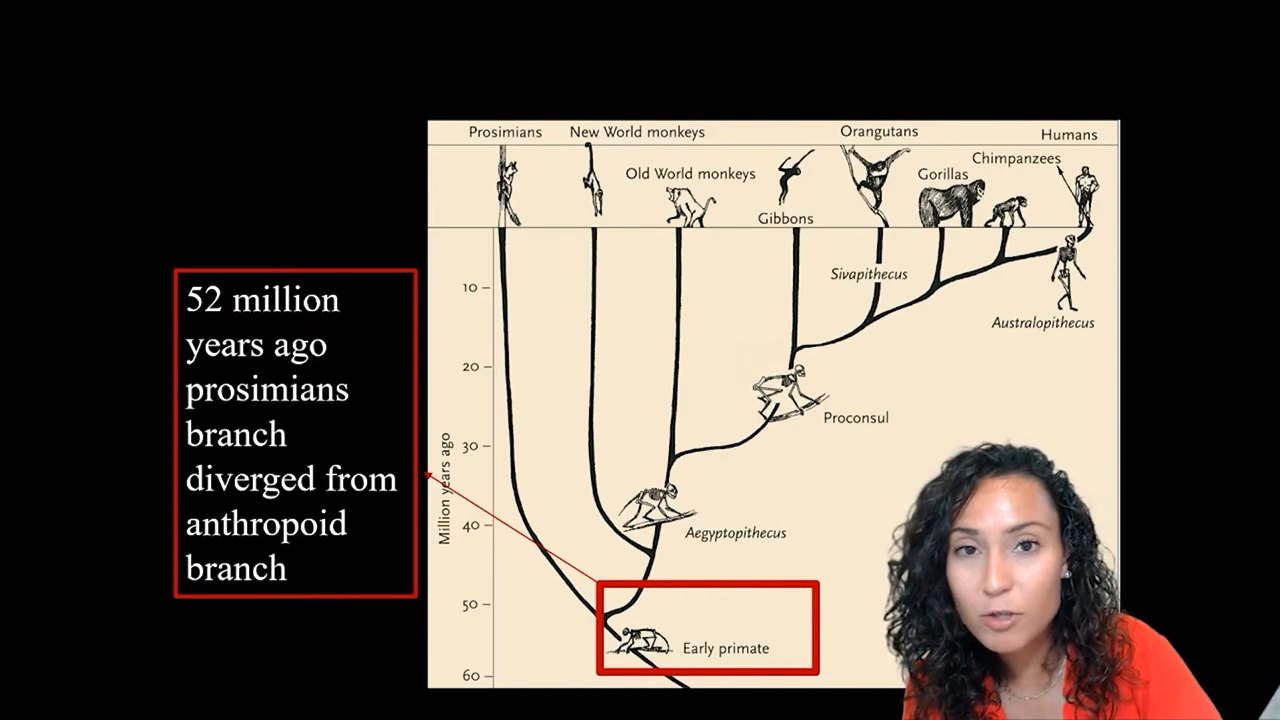 52 million
years ago
prosimians
branch
diverged from
anthropoid
branch
Prosimians
New World monkeys
Orangutans
Humans
Chimpanzees
Old World monkeys
Gorillas
Gibbons
Sivapithecus
10
Australopithecus
20
Proconsul
30
Million years ago
40
Aegyptopithecus
50
Early primate
60